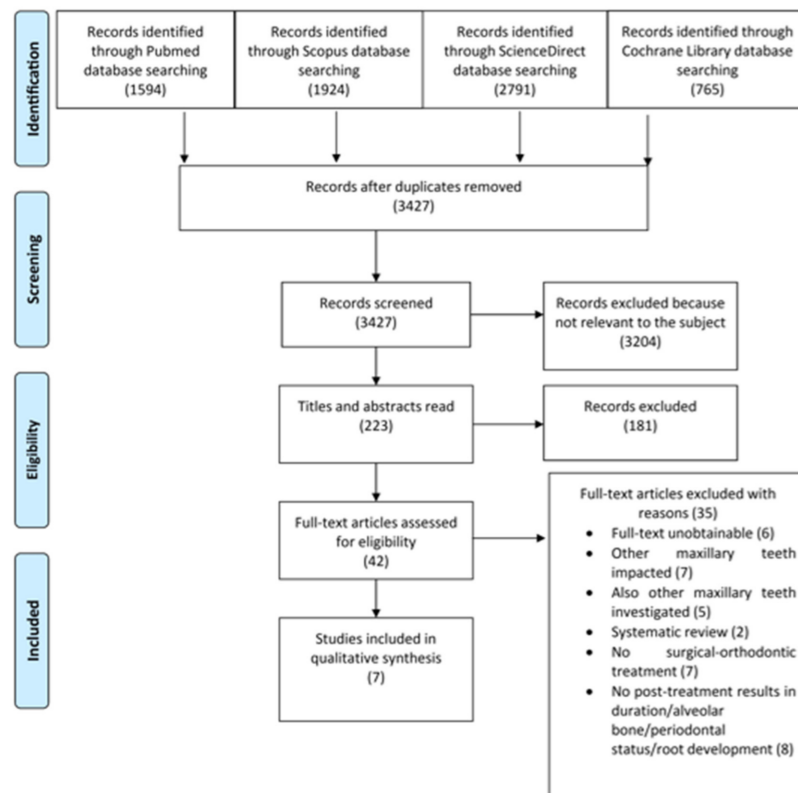 Identification
Records identified
through Pubmed
database searching
(1594)
Records identified
through Scopus database
searching
(1924)
Records identified
through ScienceDirect
database searching
(2791)
Records identified through
Cochrane Library database
searching
(765)
Records after duplicates removed
(3427)
Screening
Records screened
(3427)
Records excluded because
not relevant to the subject
(3204)
Eligibility
Titles and abstracts read
(223)
Records excluded
(181)
Full-text articles assessed
for eligibility
(42)
Full-text articles excluded with
reasons (35)
• Full-text unobtainable (6)
• Other maxillary teeth
impacted (7)
• Also other maxillary teeth
investigated (5)
• Systematic review (2)
• No surgical-orthodontic
treatment (7)
• No post-treatment results in
duration/alveolar
bone/periodontal
status/root development (8)
Included
Studies included in
qualitative synthesis
(7)